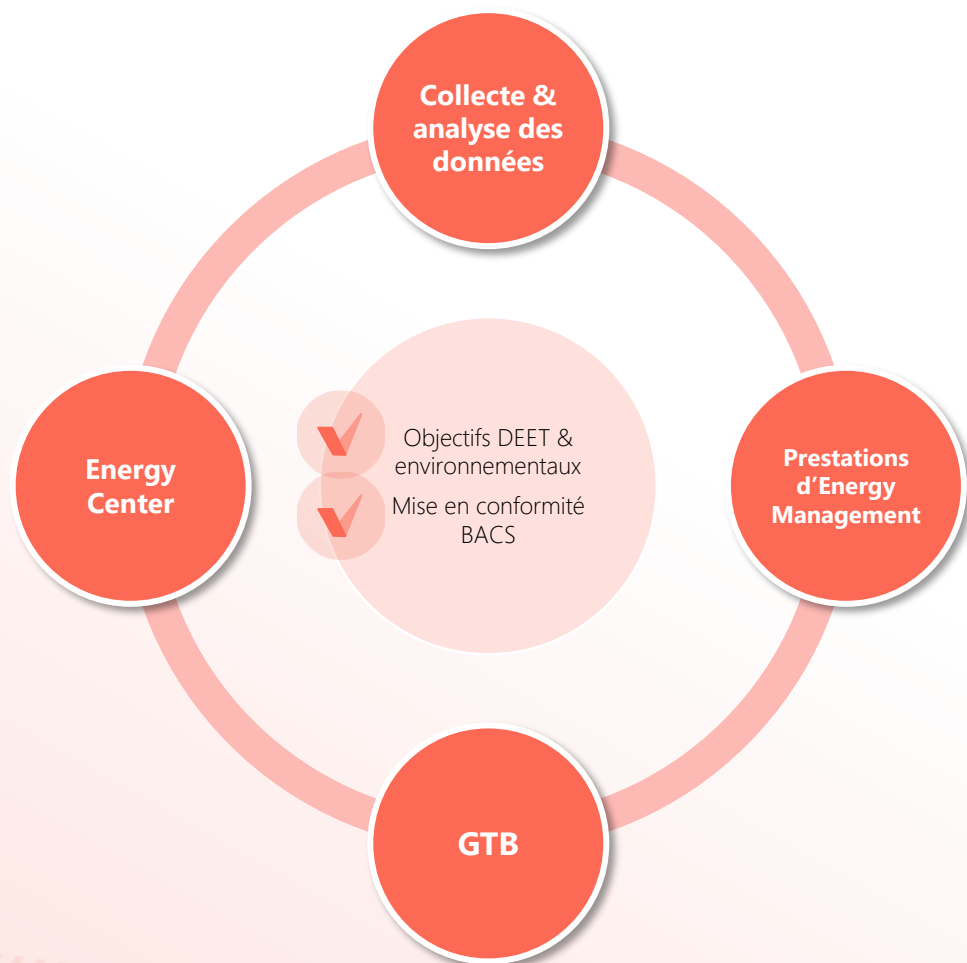 Collecte &
analyse des
données
Energy
Center
Objectifs DEET &
environnementaux
Mise en conformité
BACS
Prestations
d’Energy
Management
GTB